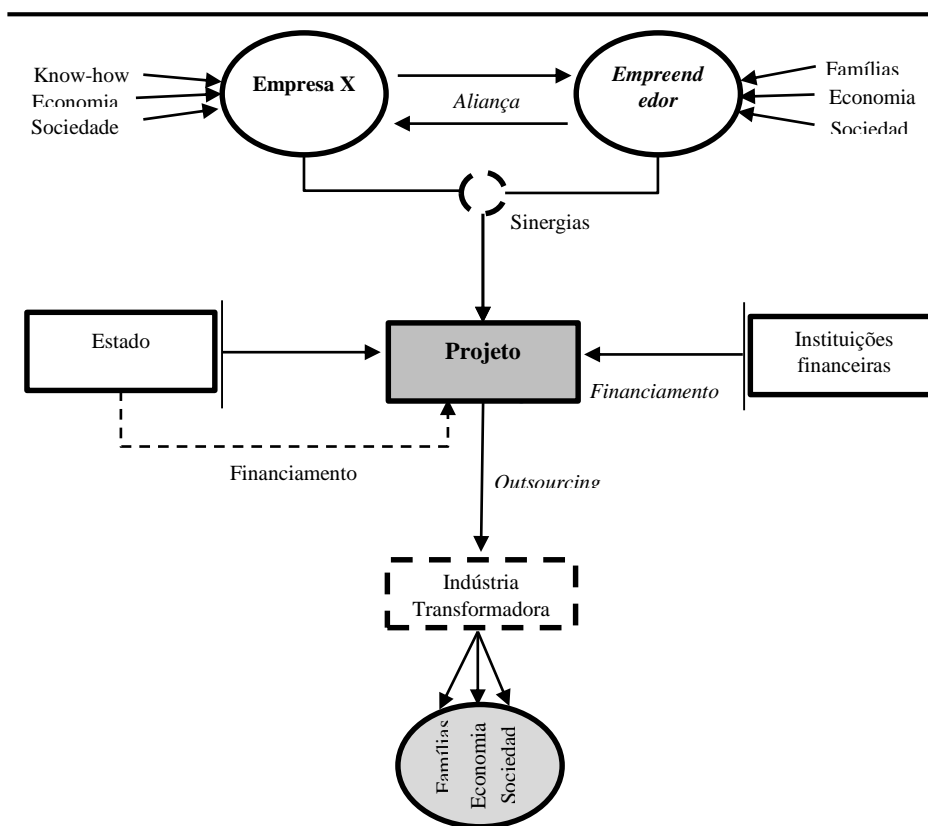 Know-how
Economia
Sociedade
Empresa X
Aliança
Empreend
edor
Famílias
Economia
Sociedad
Sinergias
Estado
Projeto
Instituições
financeiras
Financiamento
Financiamento
Outsourcing
Indústria
Transformadora
Famílias
Economia
Sociedad